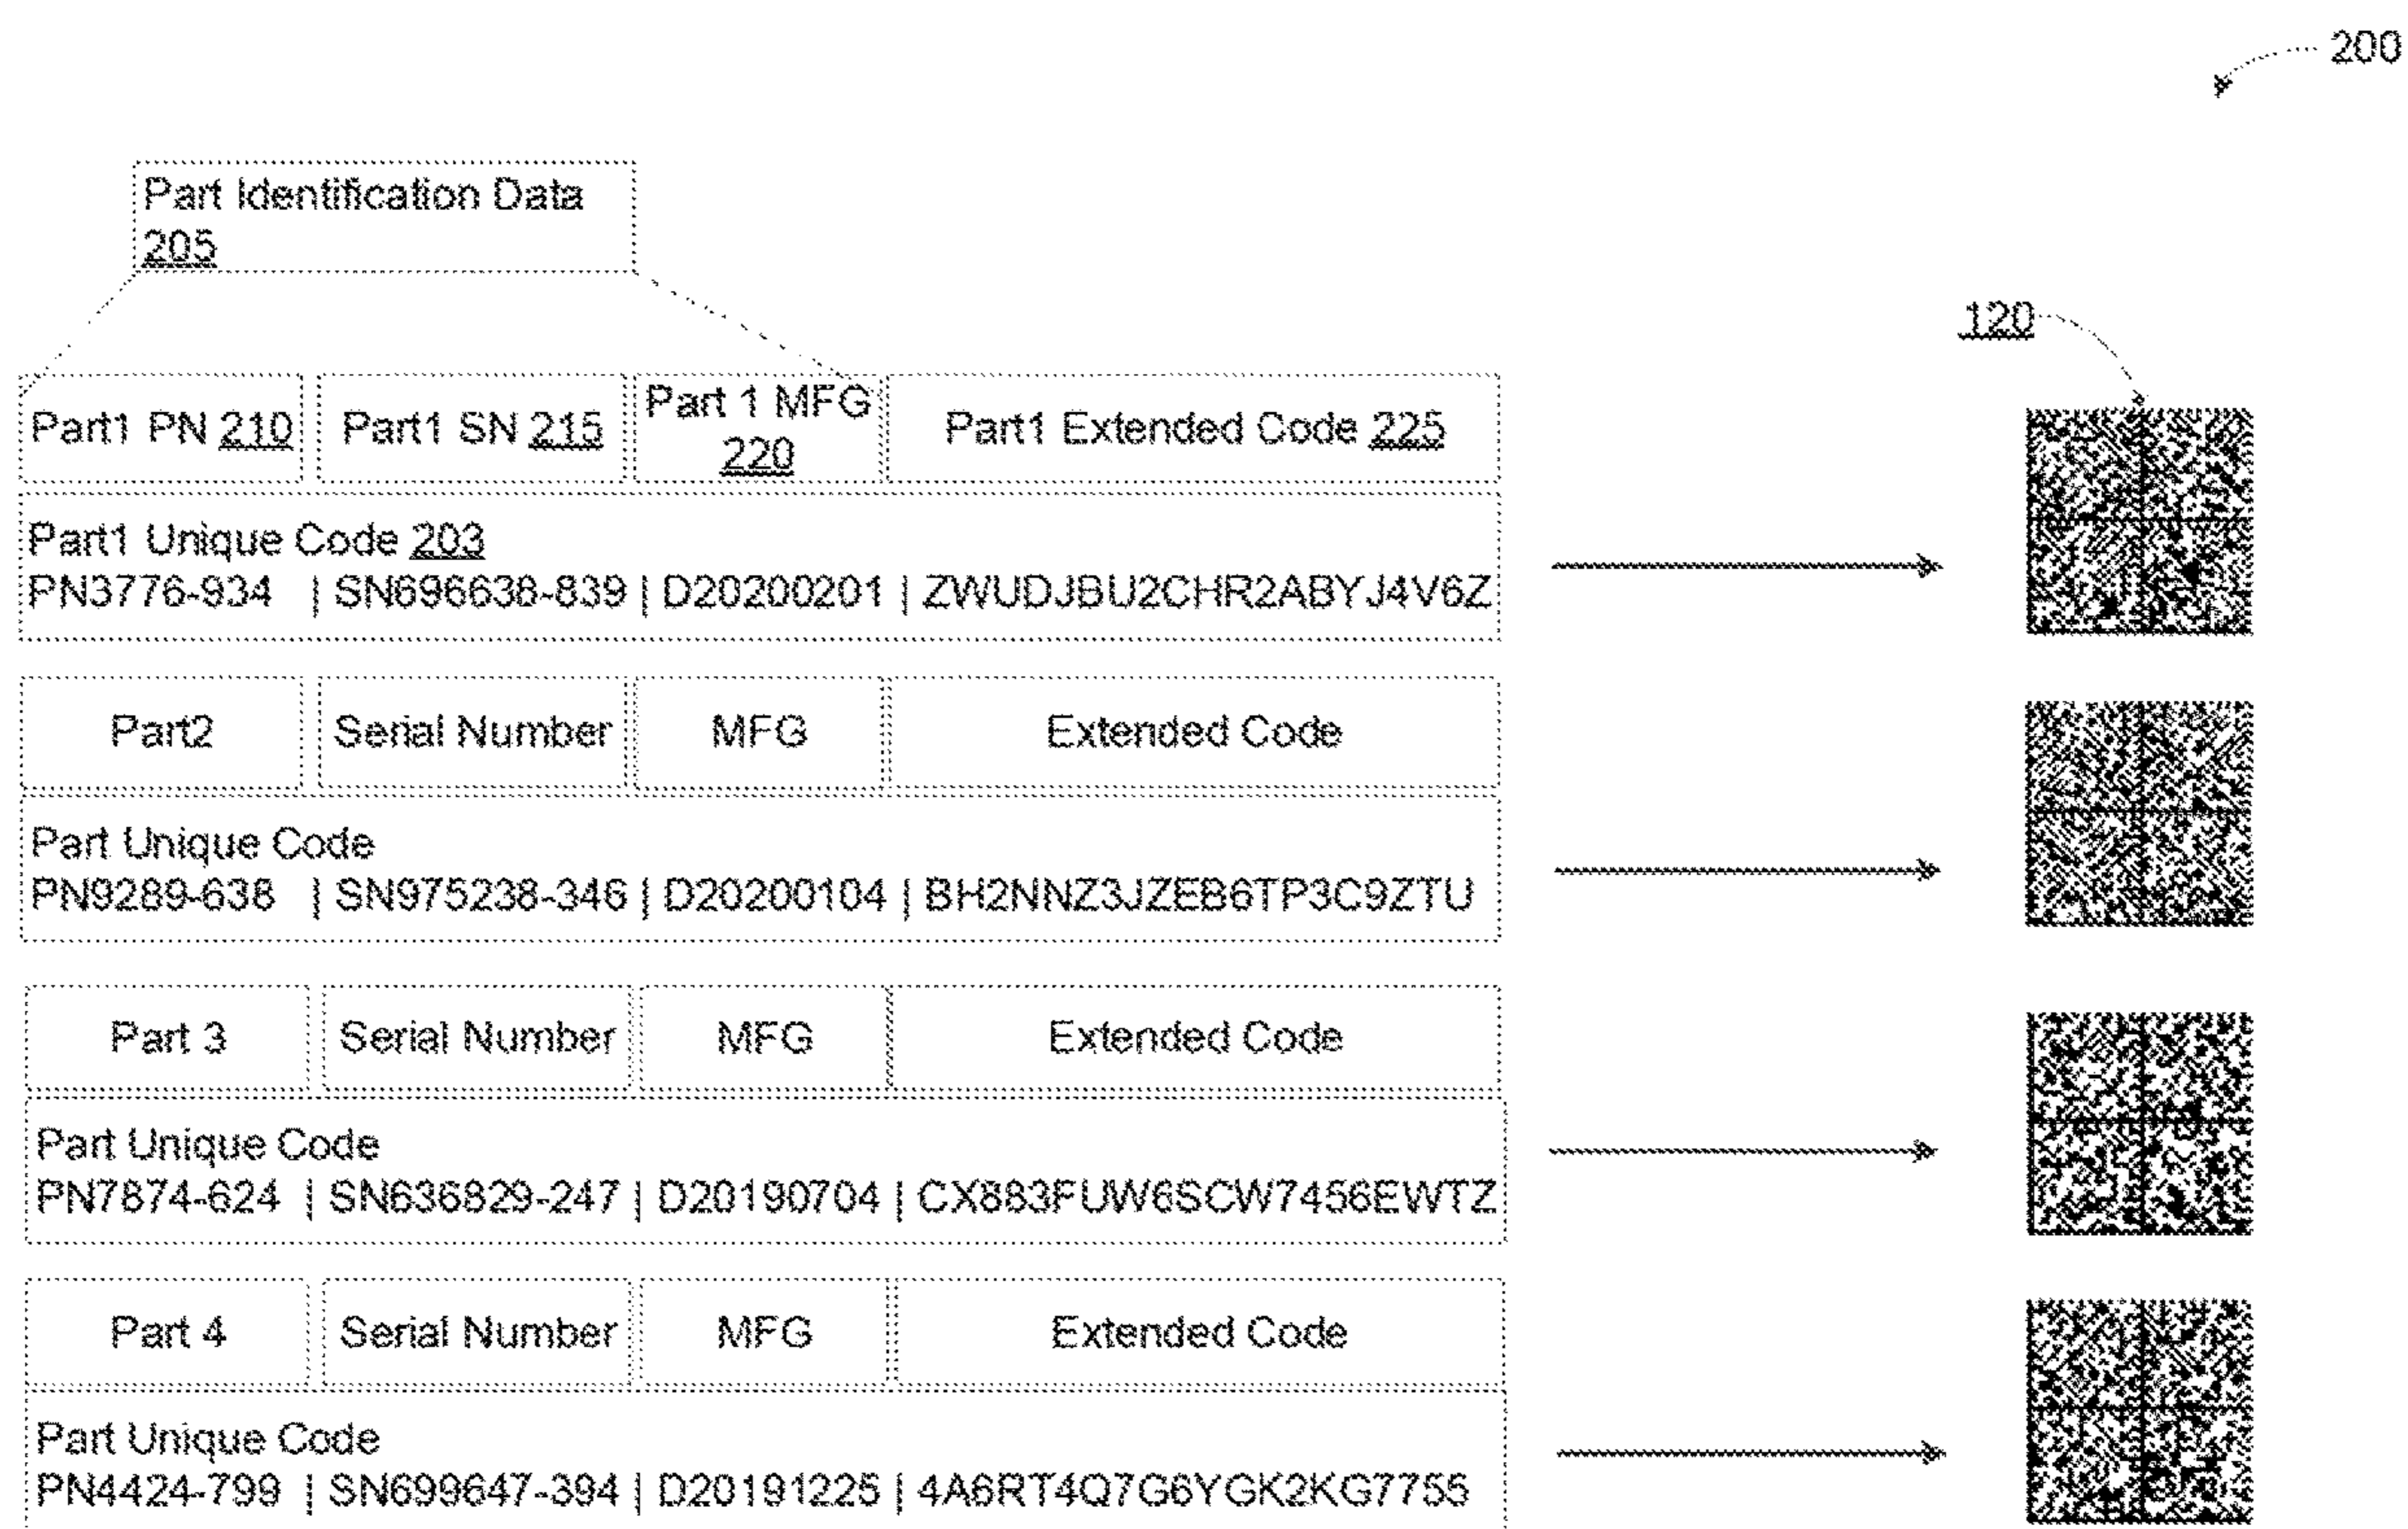 200
Part Identification Data
205
120
Part1 PN 210 Part1 SN 215 Part 1 MFG 220 Part1 Extended Code 225
Part1 Unique Code 203
PN3776-934 | SN696638-839 | D20200201 | ZWUDJBU2CHR2ABYJ4V6Z
Part2 Serial Number MFG Extended Code
Part Unique Code
PN9289-638 | SN975238-346 | D20200104 | BH2NNZ3JZEB6TP3C9ZTU
Part 3 Serial Number MFG Extended Code
Part Unique Code
PN7874-624 | SN636829-247 | D20190704 | CX883FUW6SCW7456EWTZ
Part 4 Serial Number MFG Extended Code
Part Unique Code
PN4424-799 | SN699647-394 | D20191225 | 4A6RT4Q7G6YGK2KG7755